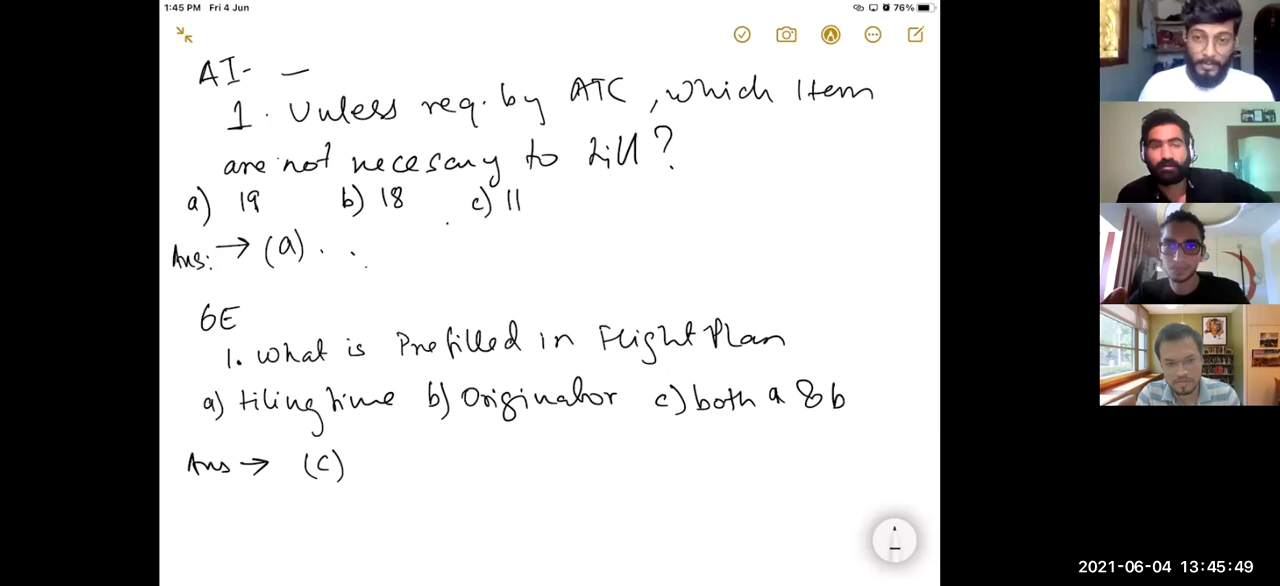 1:45 PM Fri 4 Jun
76%
AI- —
1. Unless req. by ATC, which Item
are not necesary to fill?
a) 19 b) 18 c) 11
Ans: → (a) . .
6E
1. What is Prefilled in Flight Plan
a) filing time b) Originator c) both a & b
Ans → (c)
2021-06-04 13:45:49